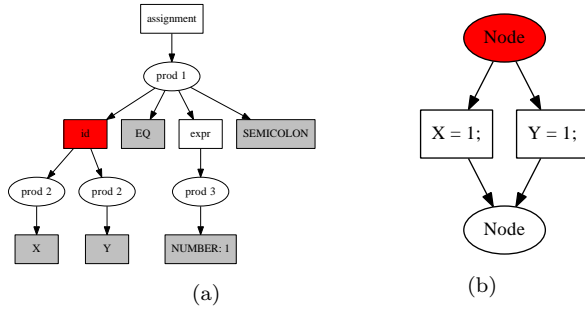 assignment
prod 1
id EQ expr SEMICOLON
prod 2 prod 2 prod 3
X Y NUMBER: 1
(a)
Node
X = 1; Y = 1;
Node
(b)